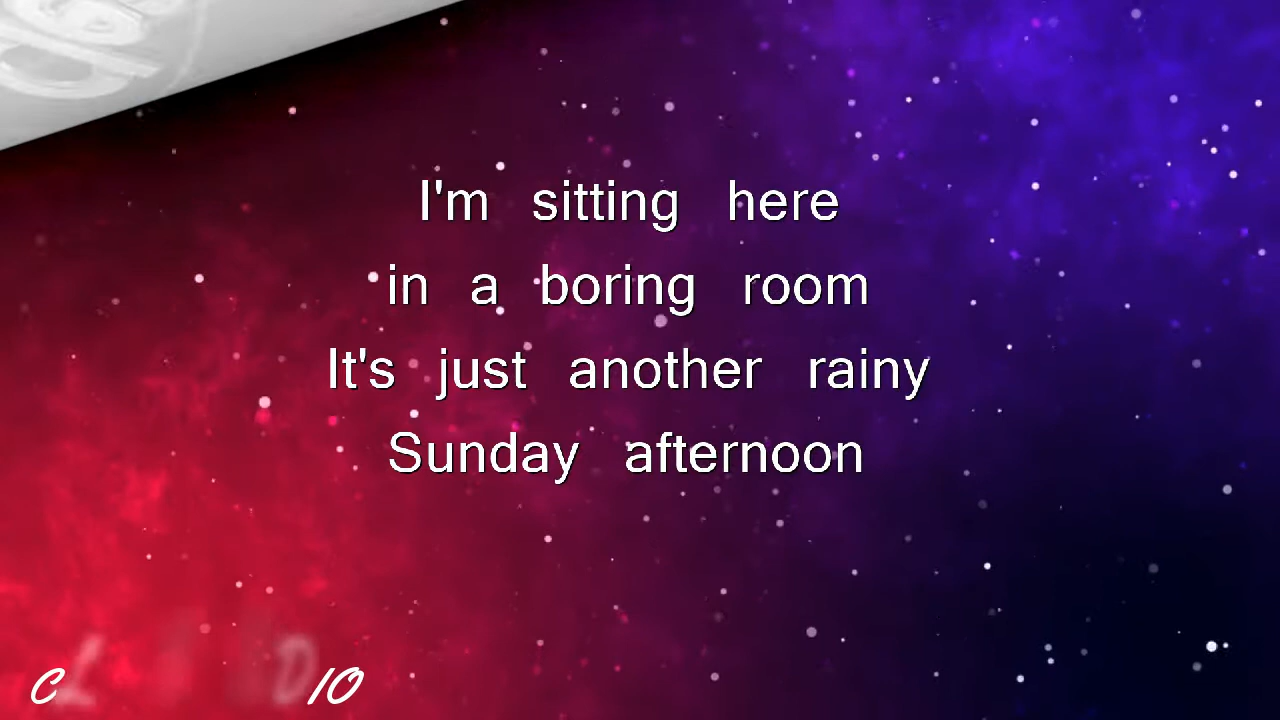 I'm sitting here
in a boring room
It's just another rainy
Sunday afternoon